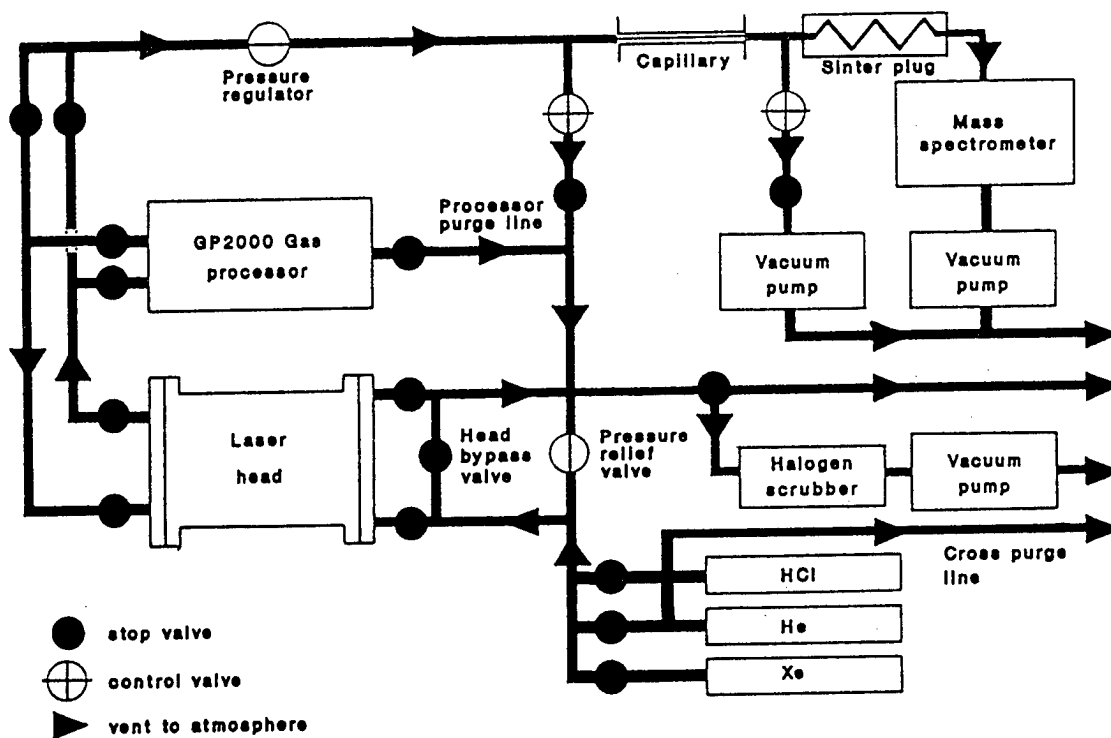 Pressure
regulator
Capillary
Sinter plug
Mass
spectrometer
GP2000 Gas
processor
Processor
purge line
Vacuum
pump
Vacuum
pump
Laser
head
Head
bypass
valve
Pressure
relief
valve
Halogen
scrubber
Vacuum
pump
Cross purge
line
HCl
He
Xe
stop valve
control valve
vent to atmosphere